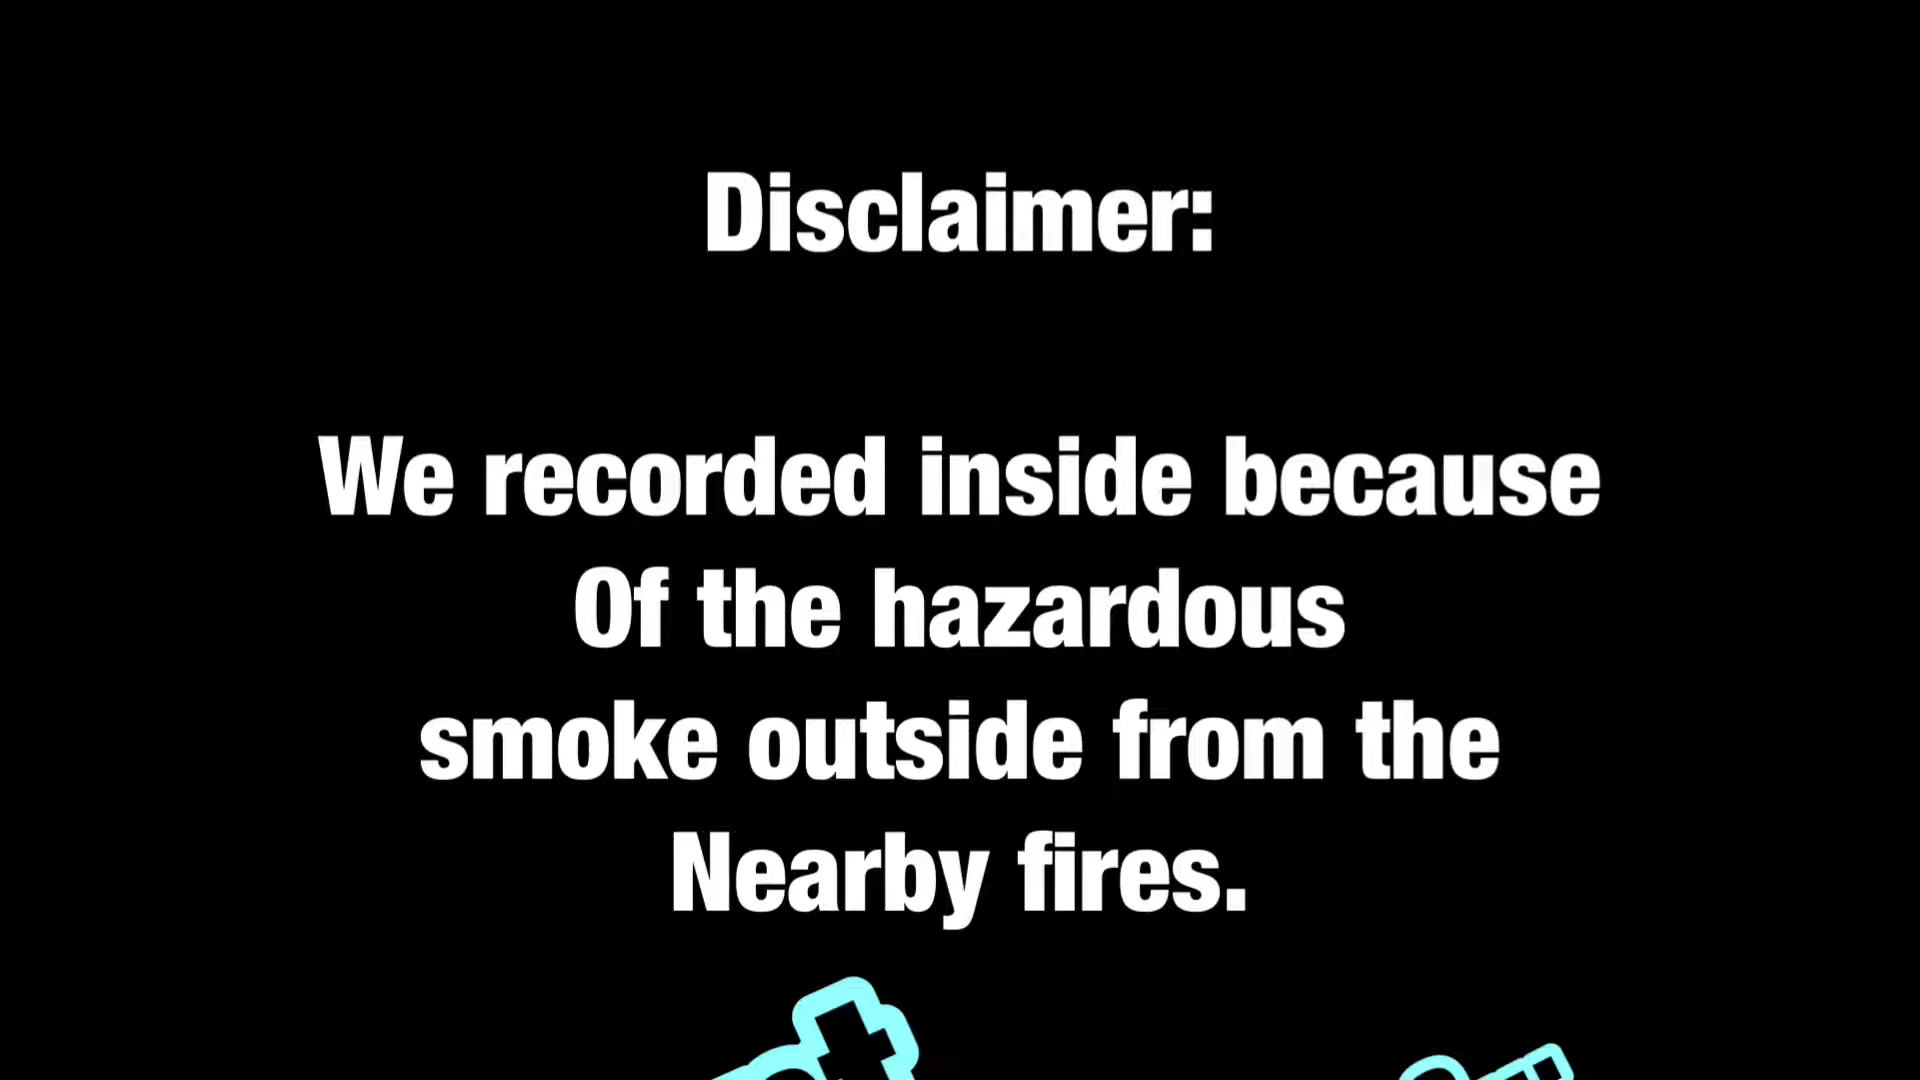 Disclaimer:
We recorded inside because
Of the hazardous
smoke outside from the
Nearby fires.